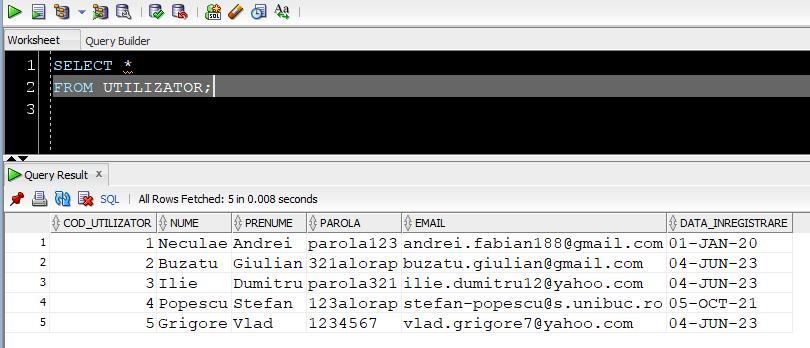 Worksheet Query Builder
1 SELECT *
2 FROM UTILIZATOR;
3
Query Result x
SQL | All Rows Fetched: 5 in 0.008 seconds
COD_UTILIZATOR NUME PRENUME PAROLA EMAIL DATA_INREGISTRARE
1 1 Neculae Andrei parola123 andrei.fabian188@gmail.com 01-JAN-20
2 2 Buzatu Giulian 321alorap buzatu.giulian@gmail.com 04-JUN-23
3 3 Ilie Dumitru parola321 ilie.dumitru12@yahoo.com 04-JUN-23
4 4 Popescu Stefan 123alorap stefan-popescu@s.unibuc.ro 05-OCT-21
5 5 Grigore Vlad 1234567 vlad.grigore7@yahoo.com 04-JUN-23